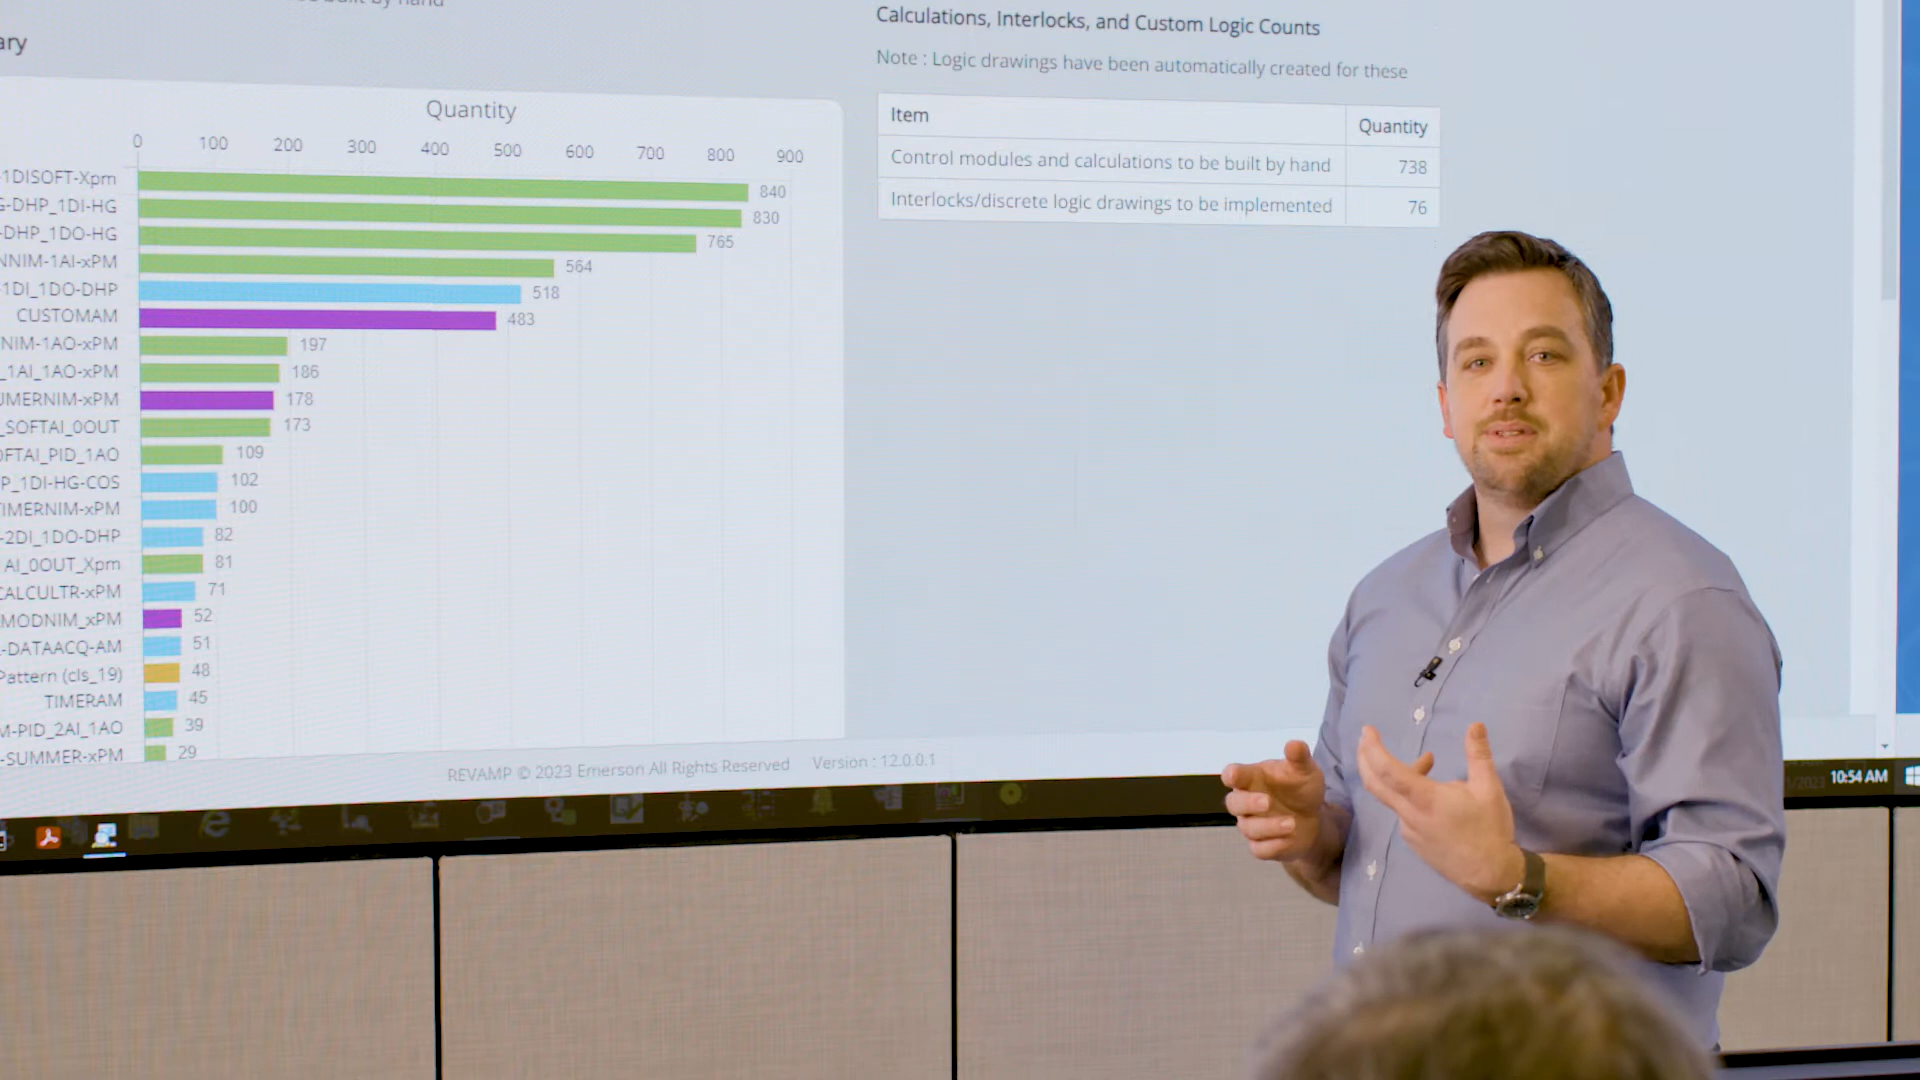 built by hand
ary
Quantity
0 100 200 300 400 500 600 700 800 900
-1DISOFT-Xpm 840
G-DHP_1DI-HG 830
-DHP_1DO-HG 765
NNIM-1AI-xPM 564
-1DI_1DO-DHP 518
CUSTOMAM 483
NIM-1AO-xPM 197
_1AI_1AO-xPM 186
UMERNIM-xPM 178
_SOFTAI_0OUT 173
OFTAI_PID_1AO 109
P_1DI-HG-COS 102
TIMERNIM-xPM 100
-2DI_1DO-DHP 82
AI_0OUT_Xpm 81
CALCULTR-xPM 71
MODNIM_xPM 52
-DATAACQ-AM 51
Pattern (cls_19) 48
TIMERAM 45
M-PID_2AI_1AO 39
-SUMMER-xPM 29
Calculations, Interlocks, and Custom Logic Counts
Note : Logic drawings have been automatically created for these
Item Quantity
Control modules and calculations to be built by hand 738
Interlocks/discrete logic drawings to be implemented 76
REVAMP © 2023 Emerson All Rights Reserved Version : 12.0.0.1
10:54 AM